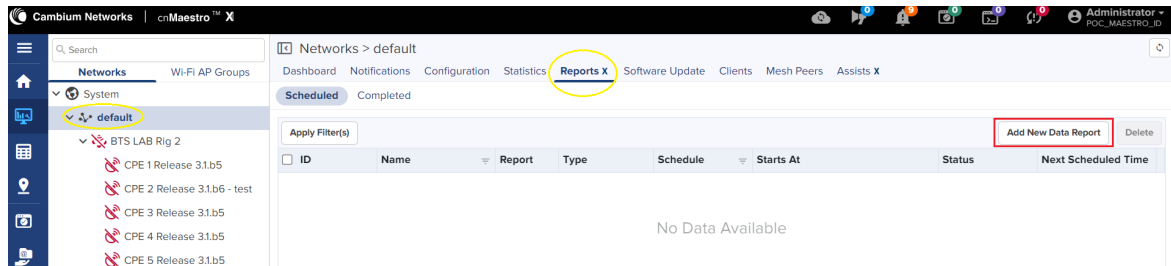 Cambium Networks | cnMaestro™ X
0 9 0 0 0 Administrator
POC_MAESTRO_ID
Search
Networks Wi-Fi AP Groups
System
default
BTS LAB Rig 2
CPE 1 Release 3.1.b5
CPE 2 Release 3.1.b6 - test
CPE 3 Release 3.1.b5
CPE 4 Release 3.1.b5
CPE 5 Release 3.1.b5
Networks > default
Dashboard Notifications Configuration Statistics Reports X Software Update Clients Mesh Peers Assists X
Scheduled Completed
Apply Filter(s) Add New Data Report Delete
ID Name Report Type Schedule Starts At Status Next Scheduled Time
No Data Available